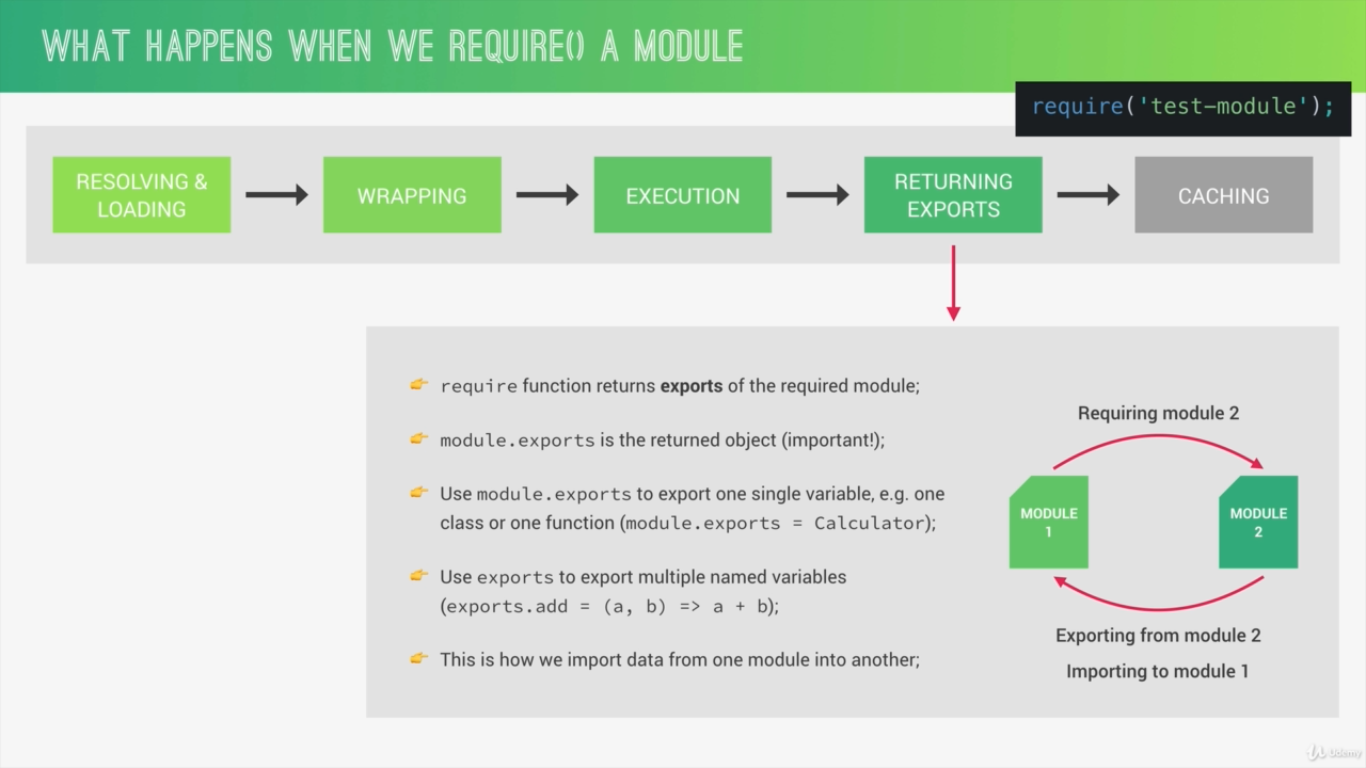 WHAT HAPPENS WHEN WE REQUIRE() A MODULE
require('test-module');
RESOLVING &
LOADING
WRAPPING
EXECUTION
RETURNING
EXPORTS
CACHING
require function returns exports of the required module;
module.exports is the returned object (important!);
Use module.exports to export one single variable, e.g. one
class or one function (module.exports = Calculator);
Use exports to export multiple named variables
(exports.add = (a, b) => a + b);
This is how we import data from one module into another;
Requiring module 2
MODULE
1
MODULE
2
Exporting from module 2
Importing to module 1
Udemy